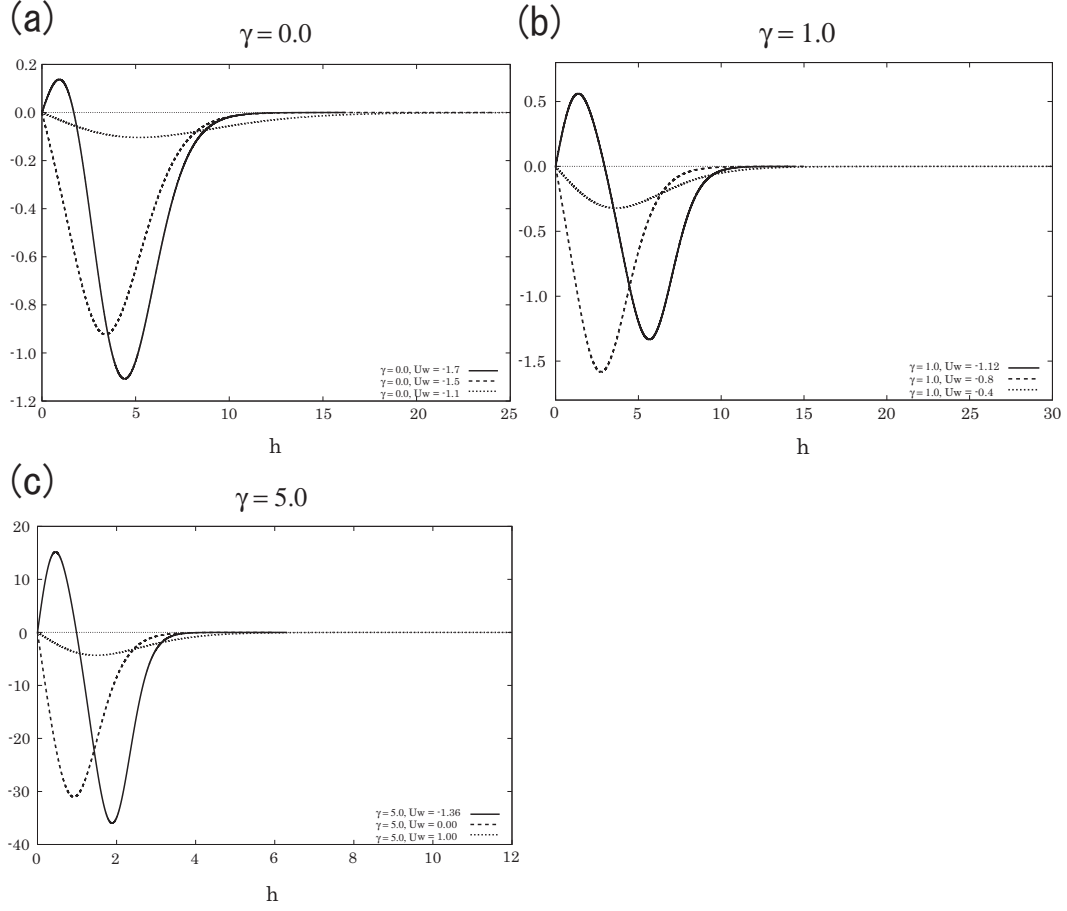 (a)
γ = 0.0
0.2
0.0
-0.2
-0.4
-0.6
-0.8
-1.0
-1.2
γ = 0.0, Uw = -1.7
γ = 0.0, Uw = -1.5
γ = 0.0, Uw = -1.1
0 5 10 15 20 25
h
(b)
γ = 1.0
0.5
0.0
-0.5
-1.0
-1.5
γ = 1.0, Uw = -1.12
γ = 1.0, Uw = -0.8
γ = 1.0, Uw = -0.4
0 5 10 15 20 25 30
h
(c)
γ = 5.0
20
10
0
-10
-20
-30
-40
γ = 5.0, Uw = -1.36
γ = 5.0, Uw = 0.00
γ = 5.0, Uw = 1.00
0 2 4 6 8 10 12
h